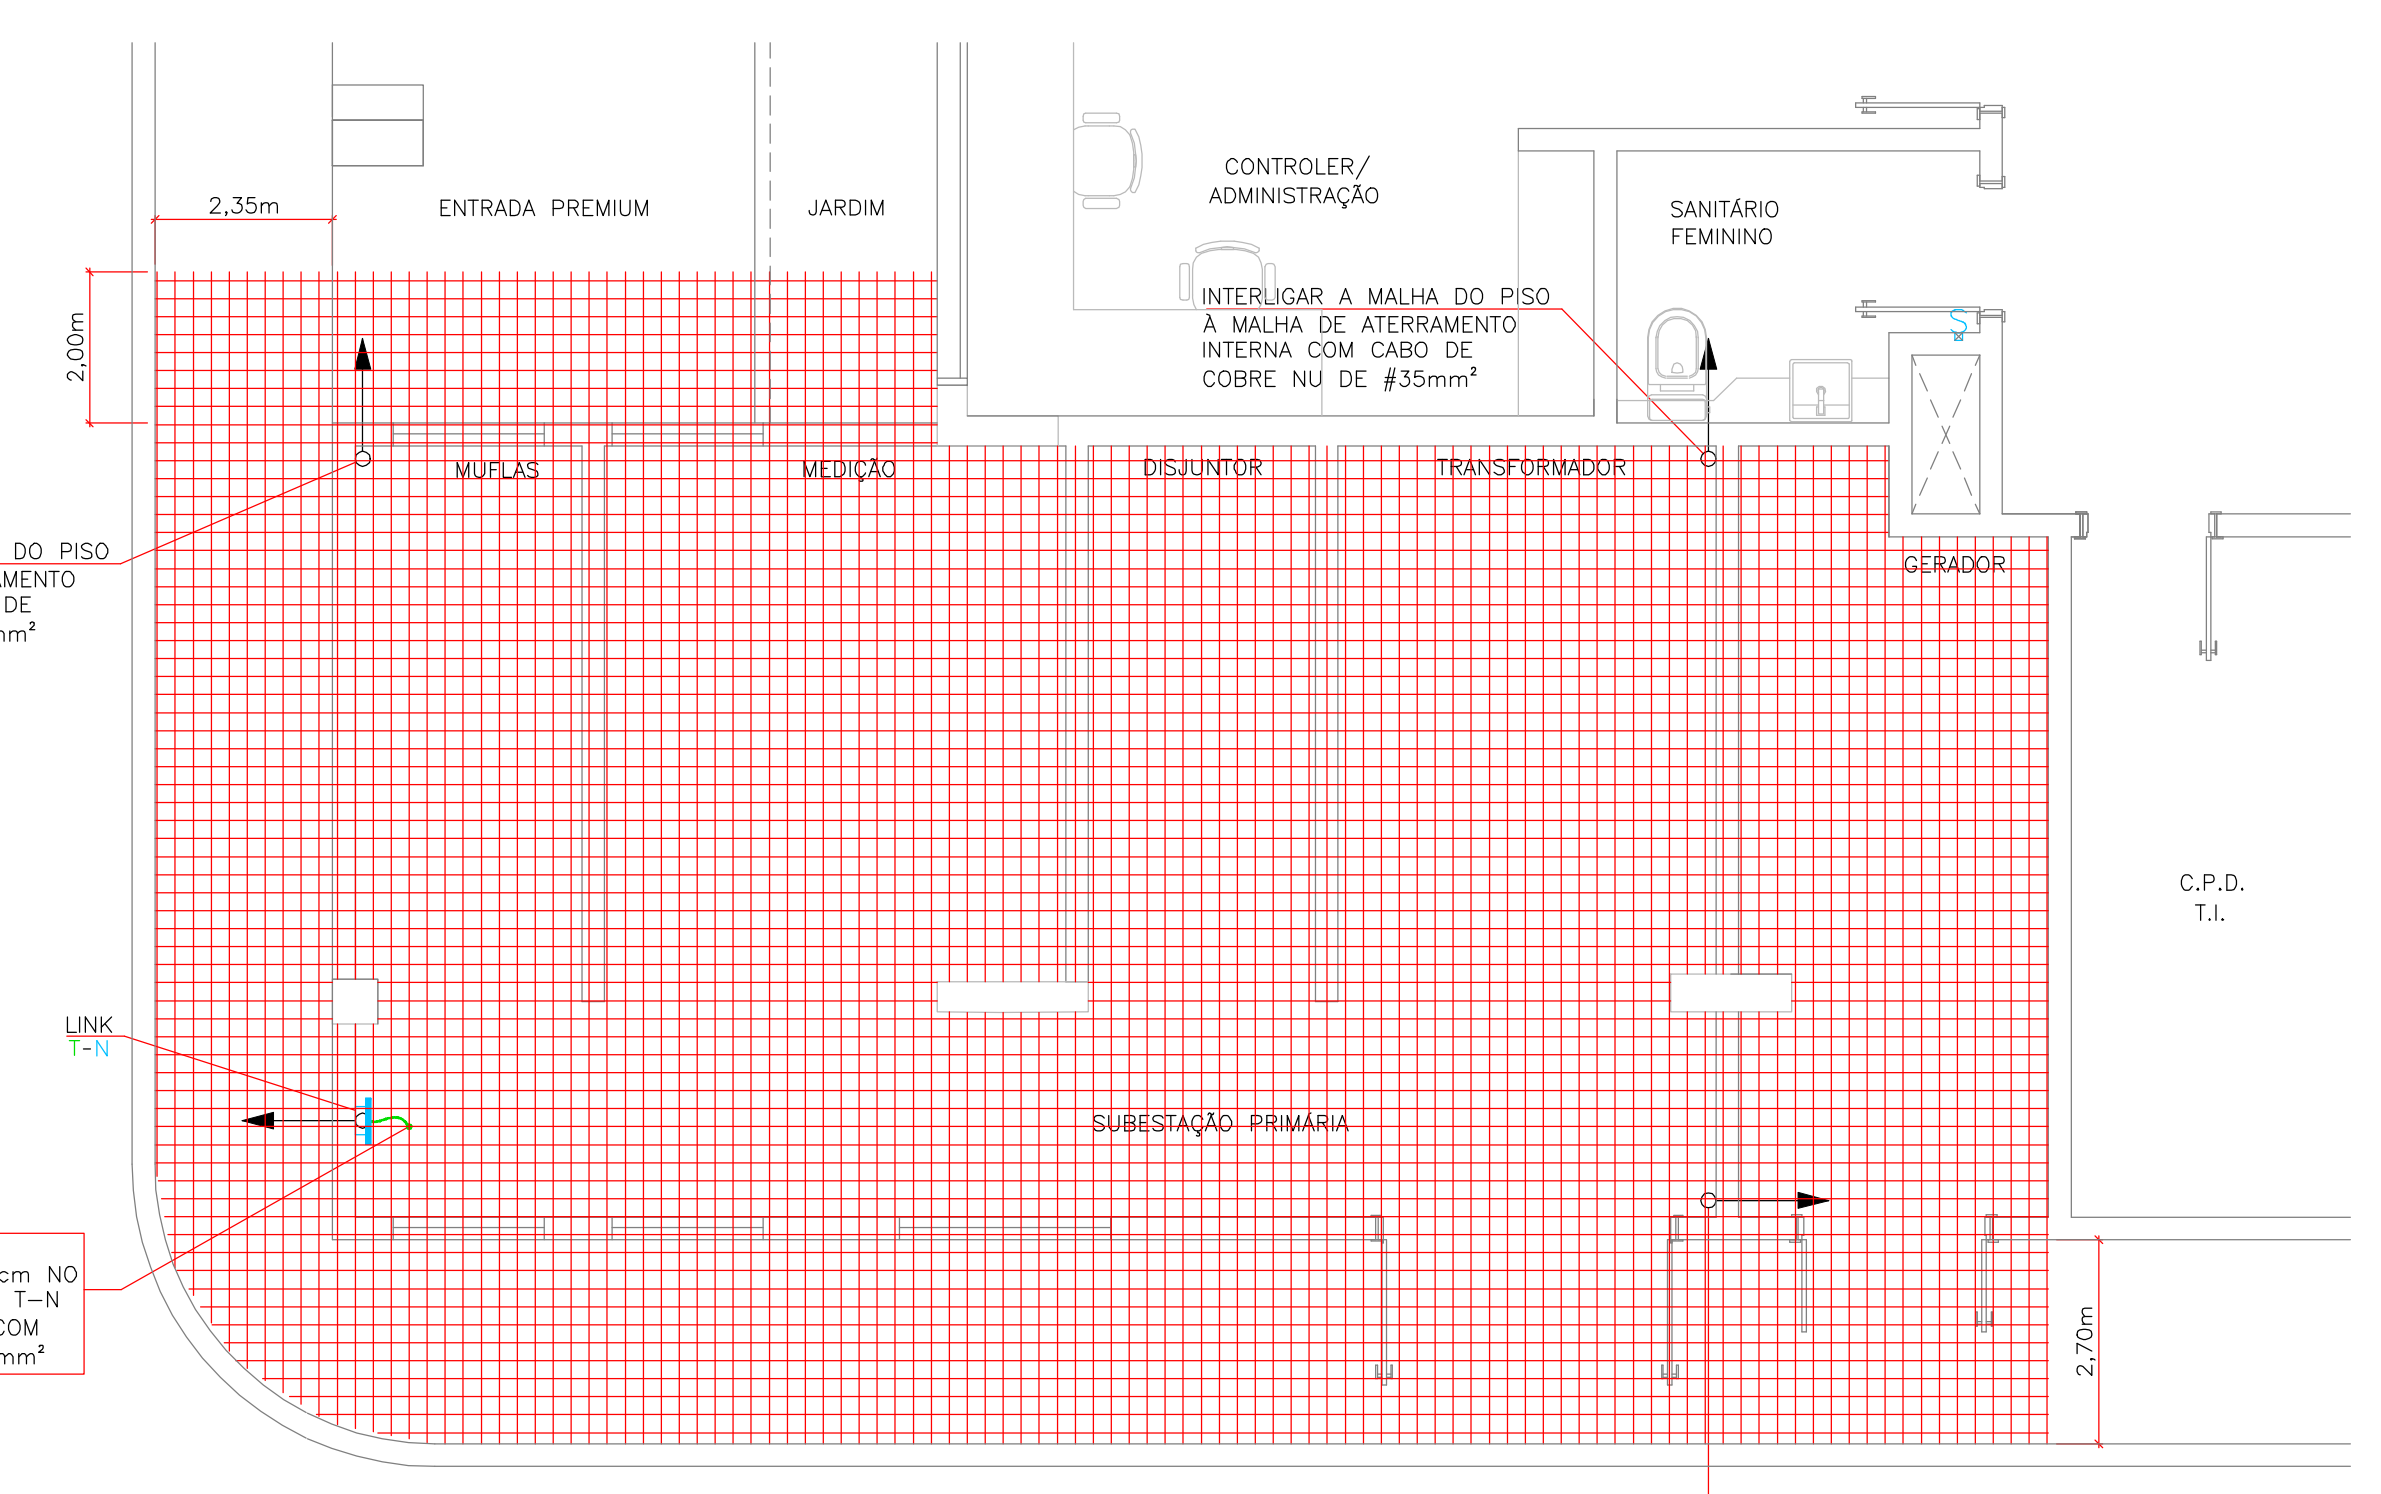 CONTROLER/
ADMINISTRAÇÃO
2,35m
ENTRADA PREMIUM
JARDIM
SANITÁRIO
FEMININO
2,00m
INTERLIGAR A MALHA DO PISO
À MALHA DE ATERRAMENTO
INTERNA COM CABO DE
COBRE NU DE #35mm²
S
MUFLAS
MEDIÇÃO
DISJUNTOR
TRANSFORMADOR
DO PISO
AMENTO
DE
mm²
GERADOR
C.P.D.
T.I.
LINK
T-N
SUBESTAÇÃO PRIMÁRIA
cm NO
T-N
COM
mm²
2,70m